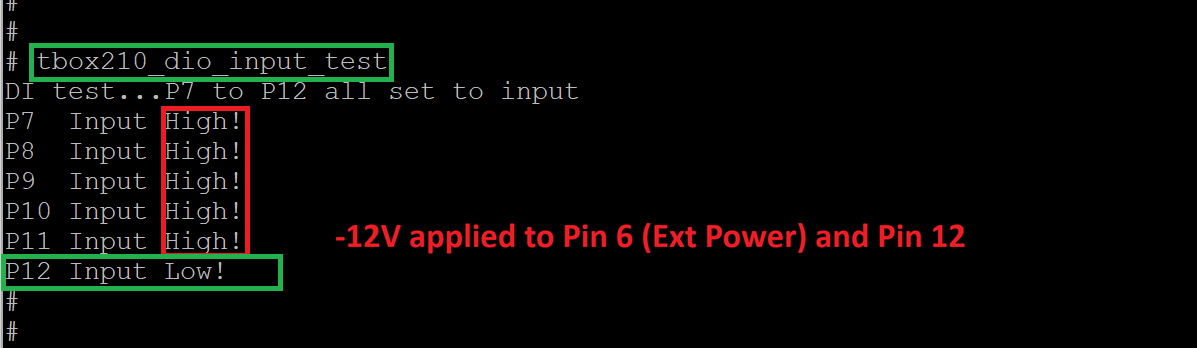 #
#
# tbox210_dio_input_test
DI test...P7 to P12 all set to input
P7  Input High!
P8  Input High!
P9  Input High!
P10 Input High!
P11 Input High!
-12V applied to Pin 6 (Ext Power) and Pin 12
P12 Input Low!
#
#